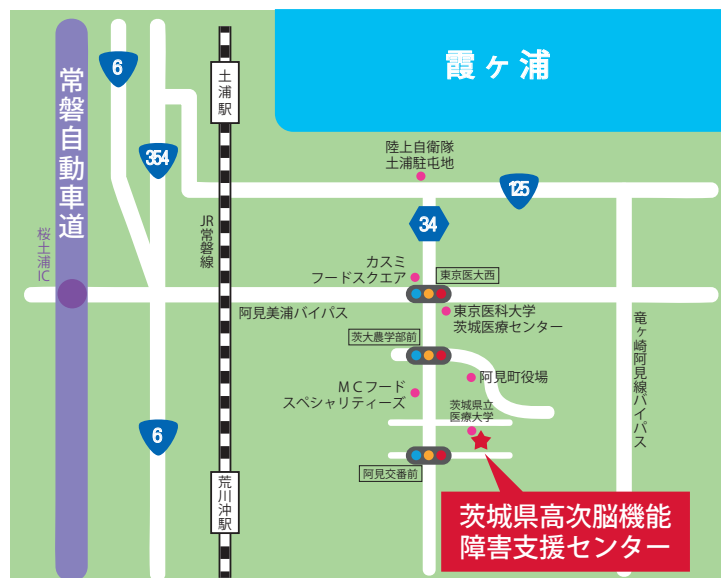 霞ヶ浦
6
土浦駅
常磐自動車道
陸上自衛隊
土浦駐屯地
354
125
34
JR常磐線
桜土浦IC
カスミ
フードスクエア
東京医大西
阿見美浦バイパス
東京医科大学
茨城医療センター
竜ヶ崎阿見線バイパス
茨大農学部前
阿見町役場
MCフード
スペシャリティーズ
茨城県立
医療大学
6
阿見交番前
荒川沖駅
茨城県高次脳機能
障害支援センター